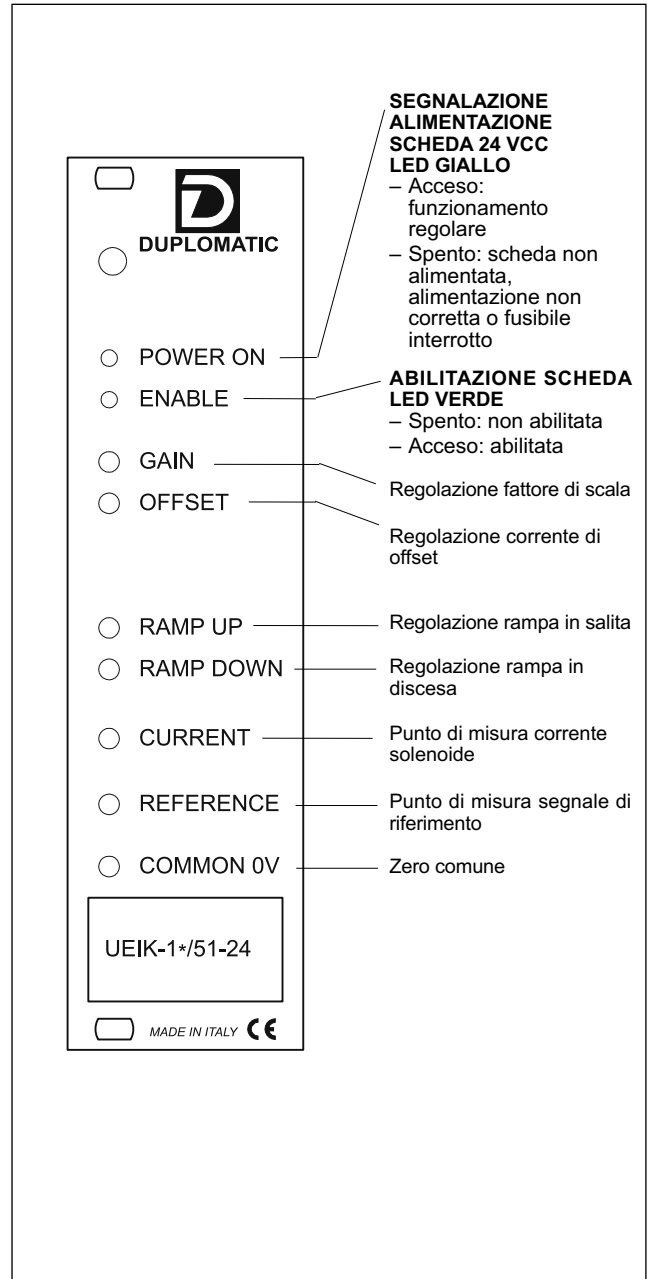 SEGNALAZIONE
ALIMENTAZIONE
SCHEDA 24 VCC
LED GIALLO
– Acceso:
funzionamento
regolare
– Spento: scheda non
alimentata,
alimentazione non
corretta o fusibile
interrotto
DUPLOMATIC
POWER ON
ABILITAZIONE SCHEDA
LED VERDE
– Spento: non abilitata
– Acceso: abilitata
ENABLE
GAIN
Regolazione fattore di scala
OFFSET
Regolazione corrente di
offset
RAMP UP
Regolazione rampa in salita
RAMP DOWN
Regolazione rampa in
discesa
CURRENT
Punto di misura corrente
solenoide
REFERENCE
Punto di misura segnale di
riferimento
COMMON 0V
Zero comune
UEIK-1*/51-24
MADE IN ITALY CE